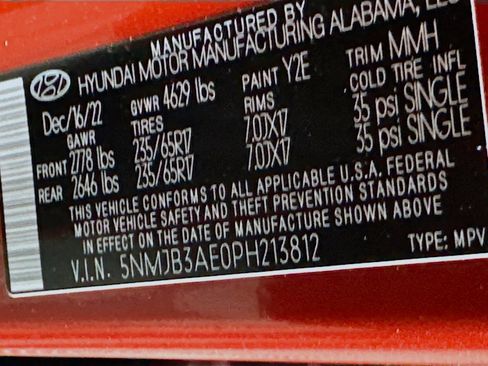 MANUFACTURED BY
HYUNDAI MOTOR MANUFACTURING ALABAMA, LLC
Dec/16/22 GVWR 4629 lbs PAINT Y2E TRIM MMH
GAWR TIRES RIMS COLD TIRE INFL
FRONT 2778 lbs 235/65R17 7.0JX17 35 psi SINGLE
REAR 2646 lbs 235/65R17 7.0JX17 35 psi SINGLE
THIS VEHICLE CONFORMS TO ALL APPLICABLE U.S.A. FEDERAL
MOTOR VEHICLE SAFETY AND THEFT PREVENTION STANDARDS
IN EFFECT ON THE DATE OF MANUFACTURE SHOWN ABOVE
V.I.N. 5NMJB3AE0PH213812 TYPE: MPV